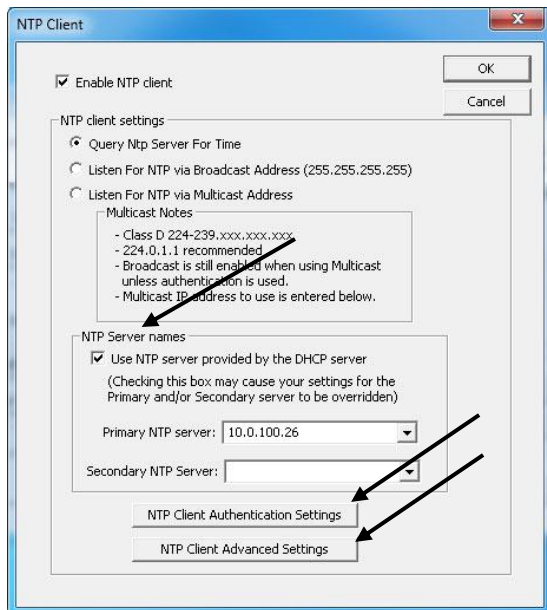 NTP Client
OK
Enable NTP client
Cancel
NTP client settings
Query Ntp Server For Time
Listen For NTP via Broadcast Address (255.255.255.255)
Listen For NTP via Multicast Address
Multicast Notes
- Class D 224-239.xxx.xxx.xxx
- 224.0.1.1 recommended
- Broadcast is still enabled when using Multicast
unless authentication is used.
- Multicast IP address to use is entered below.
NTP Server names
Use NTP server provided by the DHCP server
(Checking this box may cause your settings for the
Primary and/or Secondary server to be overridden)
Primary NTP server: 10.0.100.26
Secondary NTP Server:
NTP Client Authentication Settings
NTP Client Advanced Settings